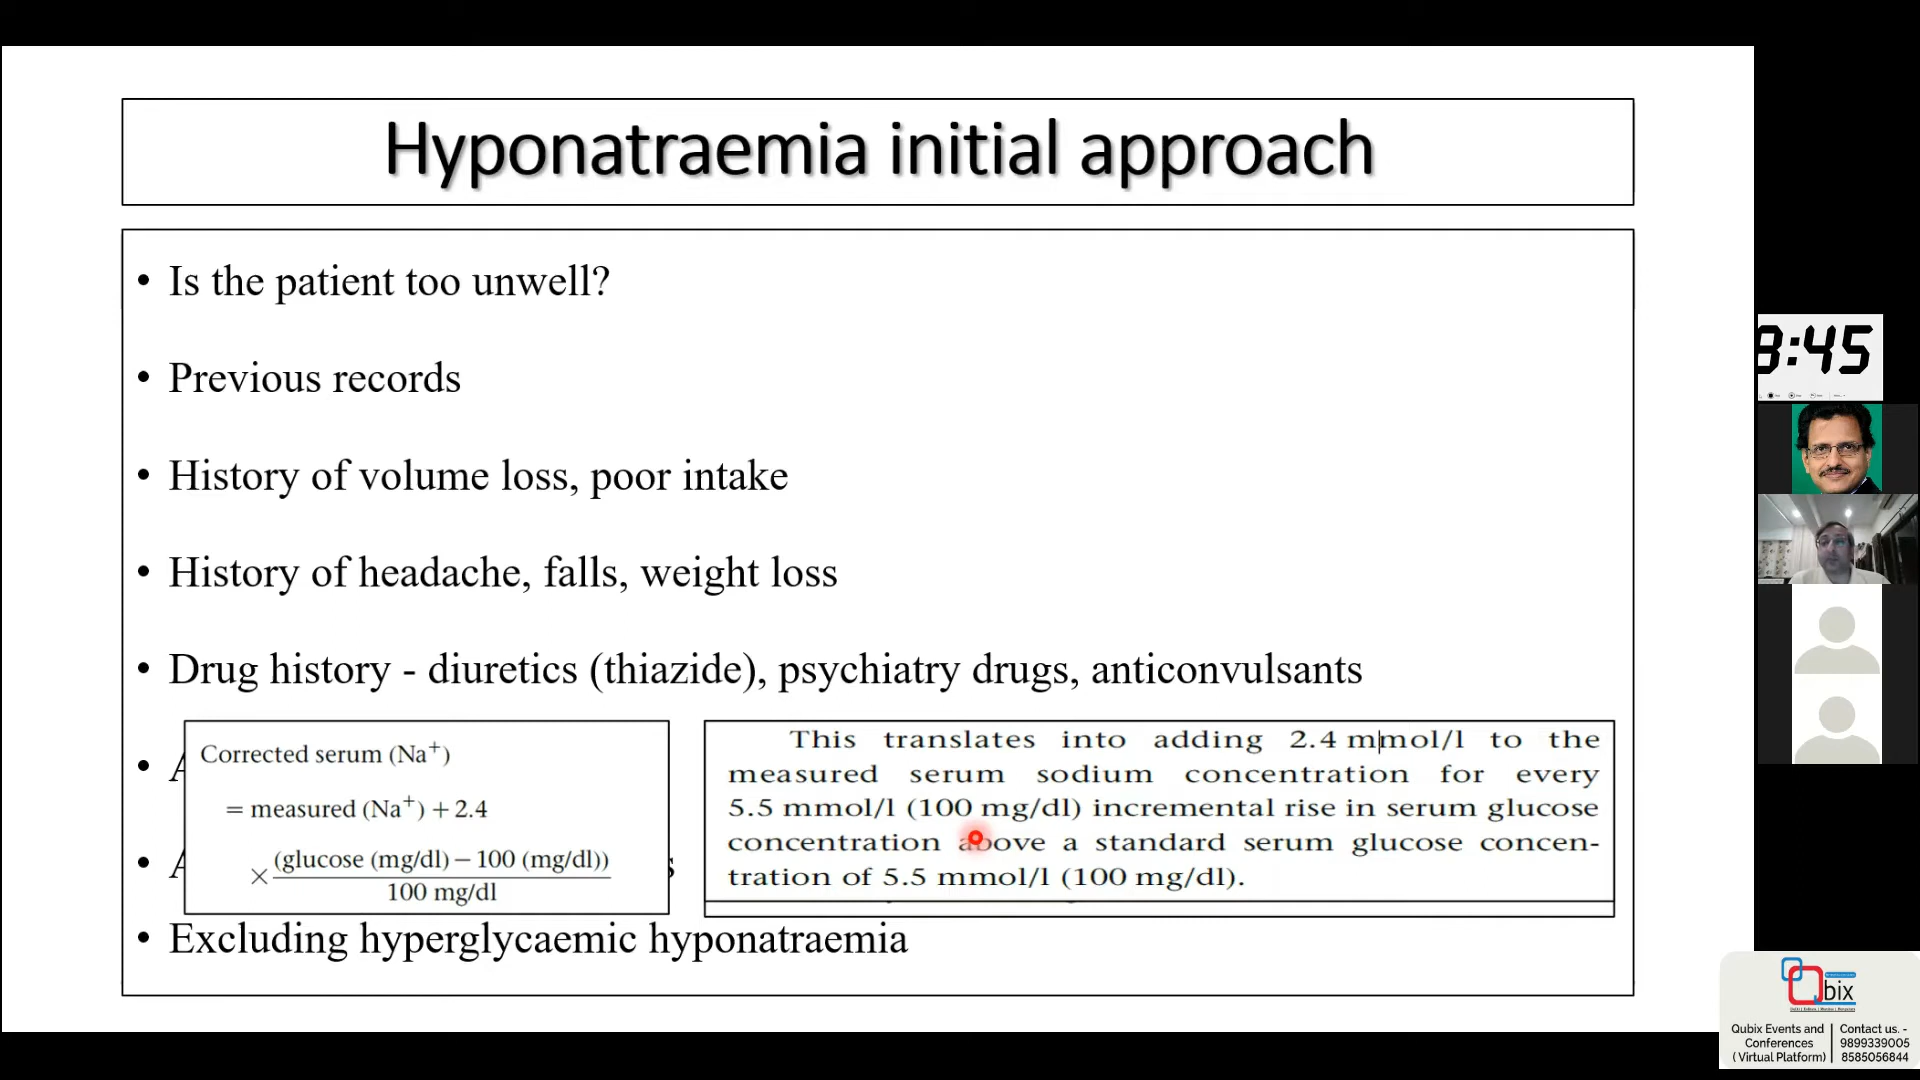 Hyponatraemia initial approach
• Is the patient too unwell?
• Previous records
• History of volume loss, poor intake
• History of headache, falls, weight loss
• Drug history - diuretics (thiazide), psychiatry drugs, anticonvulsants
Corrected serum (Na⁺)
= measured (Na⁺) + 2.4
× (glucose (mg/dl) – 100 (mg/dl))
100 mg/dl
This translates into adding 2.4 mmol/l to the
measured serum sodium concentration for every
5.5 mmol/l (100 mg/dl) incremental rise in serum glucose
concentration above a standard serum glucose concen-
tration of 5.5 mmol/l (100 mg/dl).
• Excluding hyperglycaemic hyponatraemia
:45
Qbix
Qubix Events and
Conferences
( Virtual Platform)
Contact us. -
9899339005
8585056844